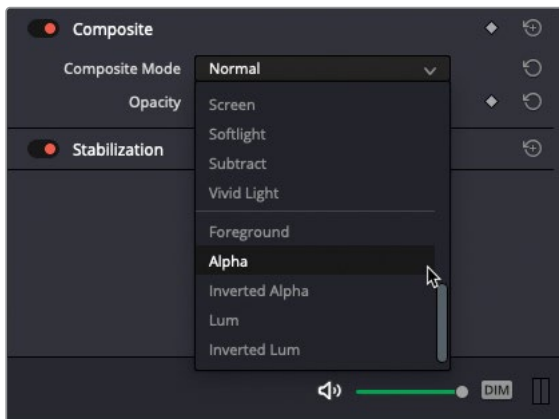 Composite
Composite Mode Normal
Opacity
Screen
Softlight
Subtract
Stabilization
Vivid Light
Foreground
Alpha
Inverted Alpha
Lum
Inverted Lum
DIM